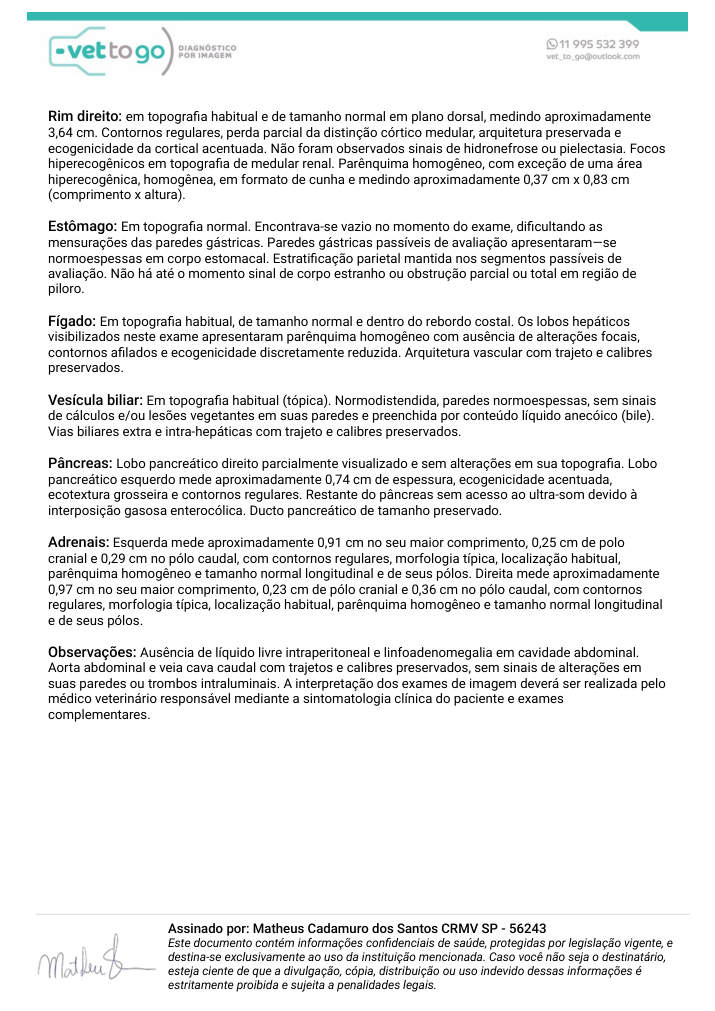 vet to go
DIAGNÓSTICO
POR IMAGEM
11 995 532 399
vet_to_go@outlook.com
Rim direito: em topografia habitual e de tamanho normal em plano dorsal, medindo aproximadamente
3,64 cm. Contornos regulares, perda parcial da distinção córtico medular, arquitetura preservada e
ecogenicidade da cortical acentuada. Não foram observados sinais de hidronefrose ou pielectasia. Focos
hiperecogênicos em topografia de medular renal. Parênquima homogêneo, com exceção de uma área
hiperecogênica, homogênea, em formato de cunha e medindo aproximadamente 0,37 cm x 0,83 cm
(comprimento x altura).
Estômago: Em topografia normal. Encontrava-se vazio no momento do exame, dificultando as
mensurações das paredes gástricas. Paredes gástricas passíveis de avaliação apresentaram—se
normoespessas em corpo estomacal. Estratificação parietal mantida nos segmentos passíveis de
avaliação. Não há até o momento sinal de corpo estranho ou obstrução parcial ou total em região de
piloro.
Fígado: Em topografia habitual, de tamanho normal e dentro do rebordo costal. Os lobos hepáticos
visibilizados neste exame apresentaram parênquima homogêneo com ausência de alterações focais,
contornos afilados e ecogenicidade discretamente reduzida. Arquitetura vascular com trajeto e calibres
preservados.
Vesícula biliar: Em topografia habitual (tópica). Normodistendida, paredes normoespessas, sem sinais
de cálculos e/ou lesões vegetantes em suas paredes e preenchida por conteúdo líquido anecóico (bile).
Vias biliares extra e intra-hepáticas com trajeto e calibres preservados.
Pâncreas: Lobo pancreático direito parcialmente visualizado e sem alterações em sua topografia. Lobo
pancreático esquerdo mede aproximadamente 0,74 cm de espessura, ecogenicidade acentuada,
ecotextura grosseira e contornos regulares. Restante do pâncreas sem acesso ao ultra-som devido à
interposição gasosa enterocólica. Ducto pancreático de tamanho preservado.
Adrenais: Esquerda mede aproximadamente 0,91 cm no seu maior comprimento, 0,25 cm de polo
cranial e 0,29 cm no pólo caudal, com contornos regulares, morfologia típica, localização habitual,
parênquima homogêneo e tamanho normal longitudinal e de seus pólos. Direita mede aproximadamente
0,97 cm no seu maior comprimento, 0,23 cm de pólo cranial e 0,36 cm no pólo caudal, com contornos
regulares, morfologia típica, localização habitual, parênquima homogêneo e tamanho normal longitudinal
e de seus pólos.
Observações: Ausência de líquido livre intraperitoneal e linfoadenomegalia em cavidade abdominal.
Aorta abdominal e veia cava caudal com trajetos e calibres preservados, sem sinais de alterações em
suas paredes ou trombos intraluminais. A interpretação dos exames de imagem deverá ser realizada pelo
médico veterinário responsável mediante a sintomatologia clínica do paciente e exames
complementares.
Assinado por: Matheus Cadamuro dos Santos CRMV SP - 56243
Este documento contém informações confidenciais de saúde, protegidas por legislação vigente, e
destina-se exclusivamente ao uso da instituição mencionada. Caso você não seja o destinatário,
esteja ciente de que a divulgação, cópia, distribuição ou uso indevido dessas informações é
estritamente proibida e sujeita a penalidades legais.